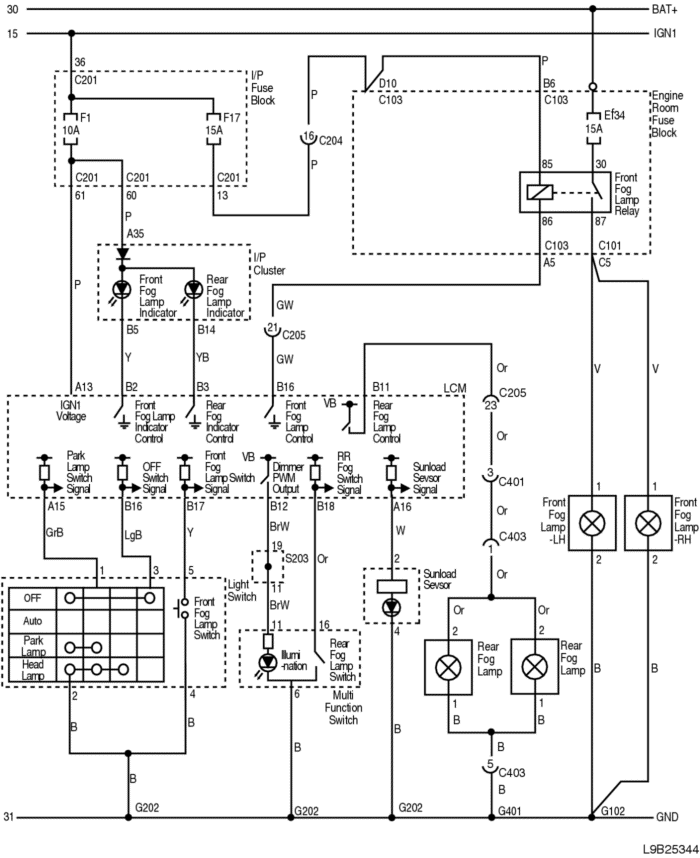 30
BAT+
15
IGN1
36
C201
I/P
Fuse
Block
F1
10A
F17
15A
C201
61
C201
60
C201
13
P
16
C204
P
D10
C103
P
B6
C103
Ef34
15A
Engine
Room
Fuse
Block
85
30
Front
Fog
Lamp
Relay
86
87
C103
A5
C101
C5
P
P
A35
I/P
Cluster
Front
Fog
Lamp
Indicator
Rear
Fog
Lamp
Indicator
B5
B14
Y
YB
GW
21
C205
GW
A13
B2
B3
B16
B11
LCM
IGN1
Voltage
Front
Fog Lamp
Indicator
Control
Rear
Fog
Indicator
Control
Front
Fog
Lamp
Control
VB
Rear
Fog
Lamp
Control
Park
Lamp
Switch
Signal
OFF
Switch
Signal
Front
Fog
Lamp Switch
Signal
VB
Dimmer
PWM
Output
RR
Fog
Switch
Signal
Sunload
Sevsor
Signal
A15
B16
B17
B12
B18
A16
GrB
LgB
Y
BrW
Or
W
Or
C205
23
Or
3
C401
Or
C403
1
Or
V
V
1
Front
Fog
Lamp
-LH
2
1
Front
Fog
Lamp
-RH
2
19
S203
11
BrW
11
16
1
3
5
Light
Switch
OFF
Auto
Park
Lamp
Head
Lamp
Front
Fog
Lamp
Switch
2
4
Illumi
-nation
Rear
Fog
Lamp
Switch
6
Multi
Function
Switch
2
Sunload
Sevsor
4
Or
2
Rear
Fog
Lamp
1
B
Or
2
Rear
Fog
Lamp
1
B
B
5
C403
B
B
B
B
B
B
B
B
31
G202
G202
G202
G401
G102
GND
L9B25344